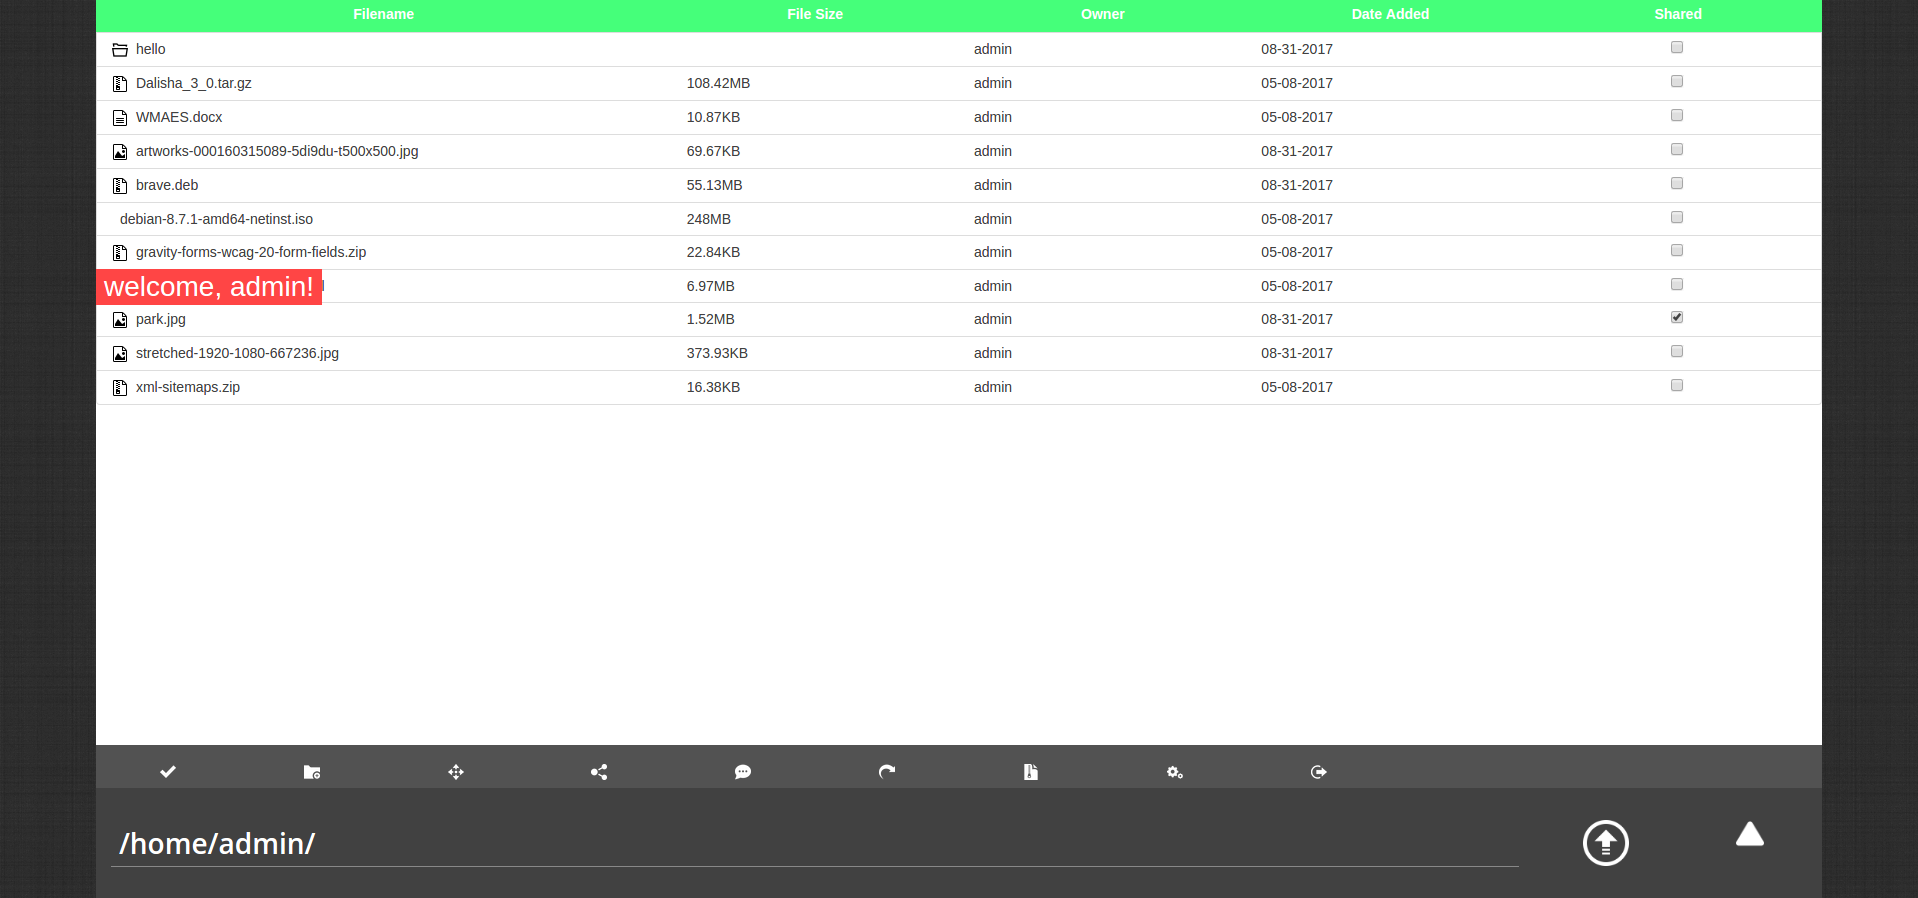 Filename File Size Owner Date Added Shared
hello admin 08-31-2017
Dalisha_3_0.tar.gz 108.42MB admin 05-08-2017
WMAES.docx 10.87KB admin 05-08-2017
artworks-000160315089-5di9du-t500x500.jpg 69.67KB admin 08-31-2017
brave.deb 55.13MB admin 08-31-2017
debian-8.7.1-amd64-netinst.iso 248MB admin 05-08-2017
gravity-forms-wcag-20-form-fields.zip 22.84KB admin 05-08-2017
welcome, admin! 6.97MB admin 05-08-2017
park.jpg 1.52MB admin 08-31-2017
stretched-1920-1080-667236.jpg 373.93KB admin 08-31-2017
xml-sitemaps.zip 16.38KB admin 05-08-2017
/home/admin/